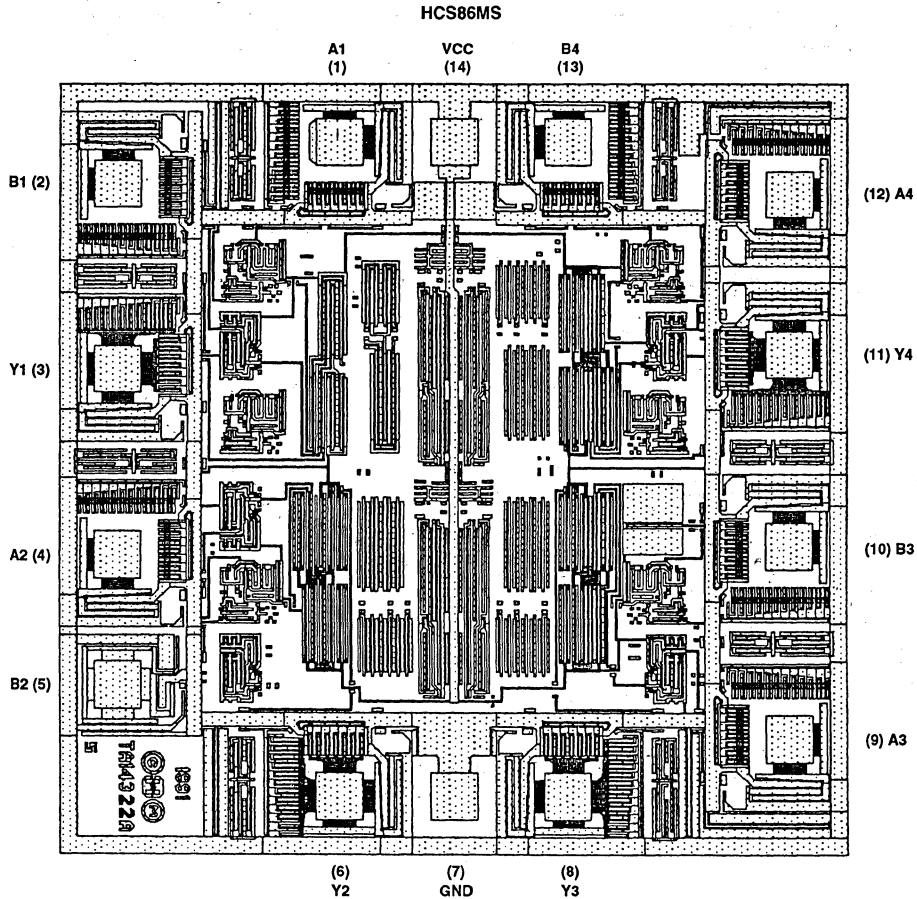 HCS86MS
A1
(1)
VCC
(14)
B4
(13)
B1 (2)
(12) A4
Y1 (3)
(11) Y4
A2 (4)
(10) B3
B2 (5)
(9) A3
1991
TA14322A
(6)
Y2
(7)
GND
(8)
Y3